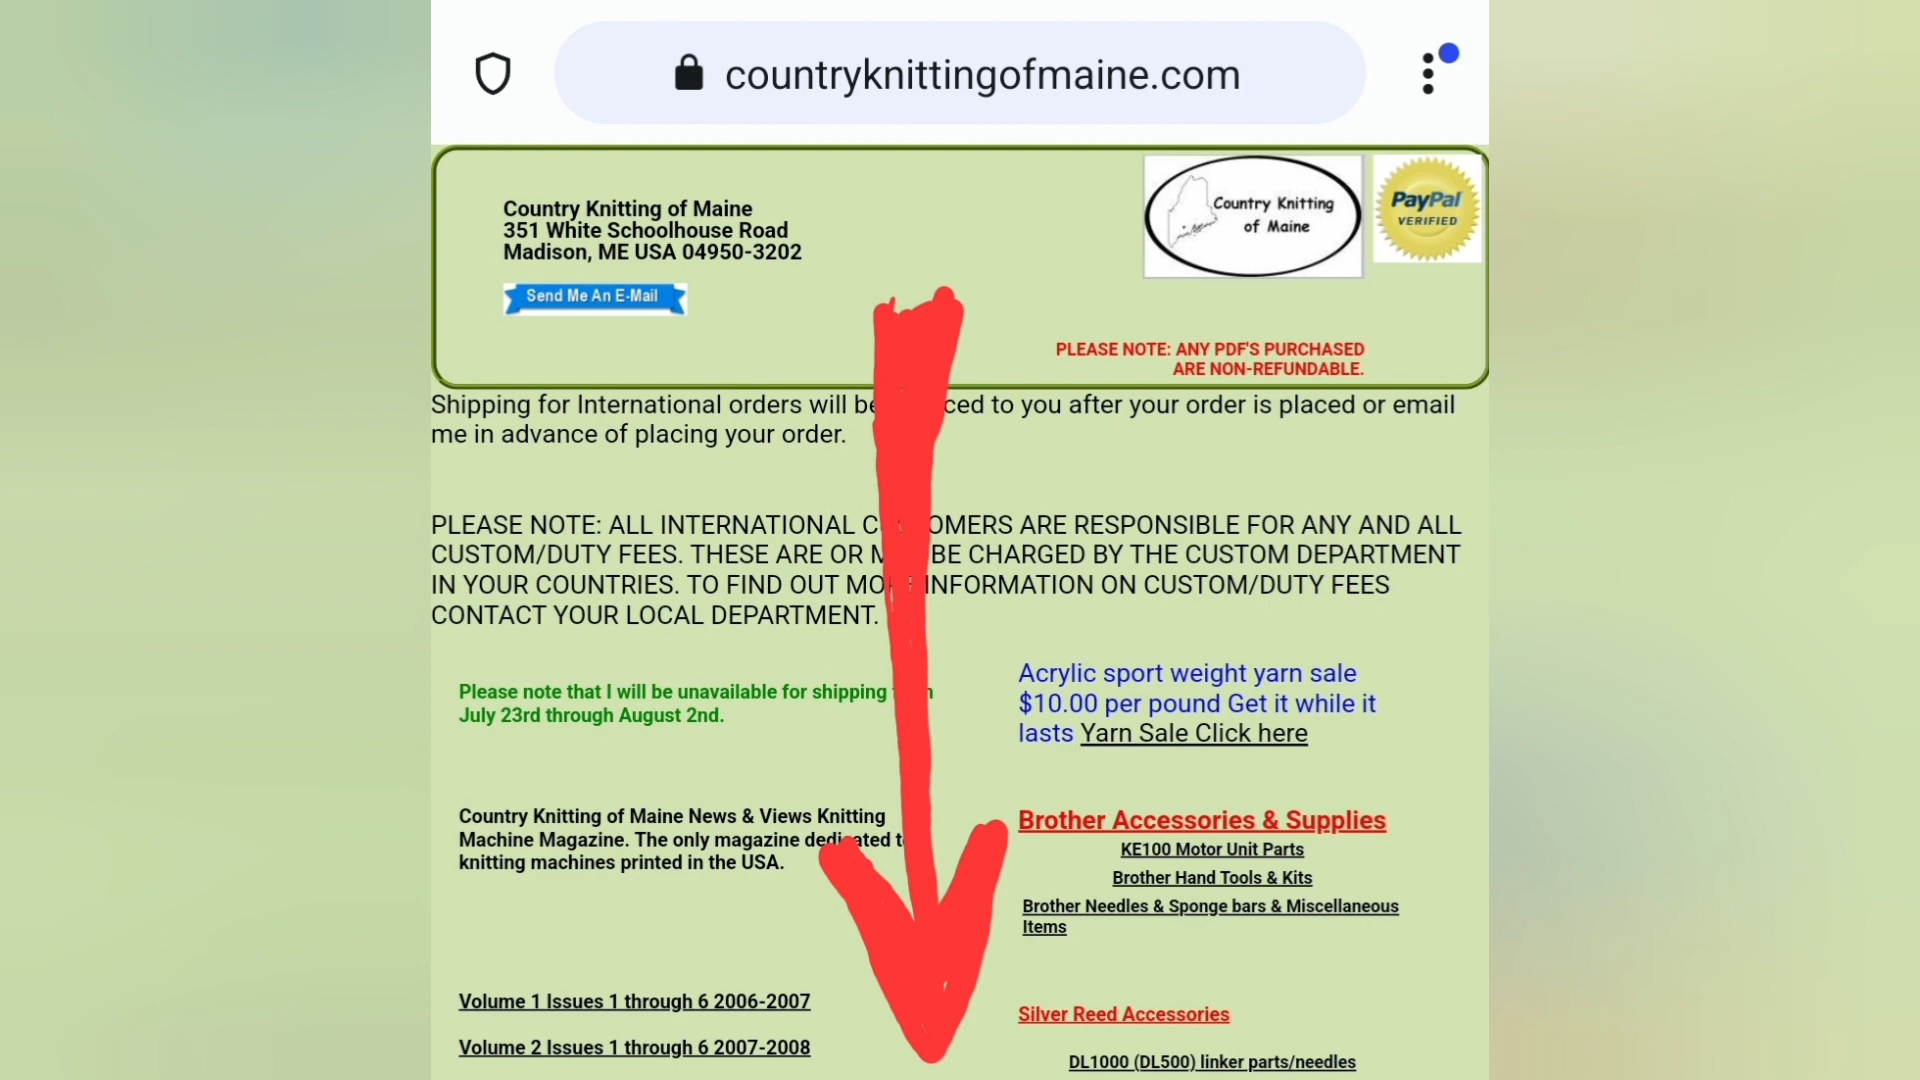 countryknittingofmaine.com
Country Knitting of Maine
351 White Schoolhouse Road
Madison, ME USA 04950-3202
Send Me An E-Mail
Country Knitting
of Maine
PayPal
VERIFIED
PLEASE NOTE: ANY PDF'S PURCHASED
ARE NON-REFUNDABLE.
Shipping for International orders will to you after your order is placed or email
me in advance of placing your order.
PLEASE NOTE: ALL INTERNATIONAL ARE RESPONSIBLE FOR ANY AND ALL
CUSTOM/DUTY FEES. THESE ARE OR BE CHARGED BY THE CUSTOM DEPARTMENT
IN YOUR COUNTRIES. TO FIND OUT INFORMATION ON CUSTOM/DUTY FEES
CONTACT YOUR LOCAL DEPARTMENT.
Please note that I will be unavailable for shipping
July 23rd through August 2nd.
Acrylic sport weight yarn sale
$10.00 per pound Get it while it
lasts Yarn Sale Click here
Country Knitting of Maine News & Views Knitting
Machine Magazine. The only magazine dedicated
knitting machines printed in the USA.
Brother Accessories & Supplies
KE100 Motor Unit Parts
Brother Hand Tools & Kits
Brother Needles & Sponge bars & Miscellaneous
Items
Volume 1 Issues 1 through 6 2006-2007
Volume 2 Issues 1 through 6 2007-2008
Silver Reed Accessories
DL1000 (DL500) linker parts/needles